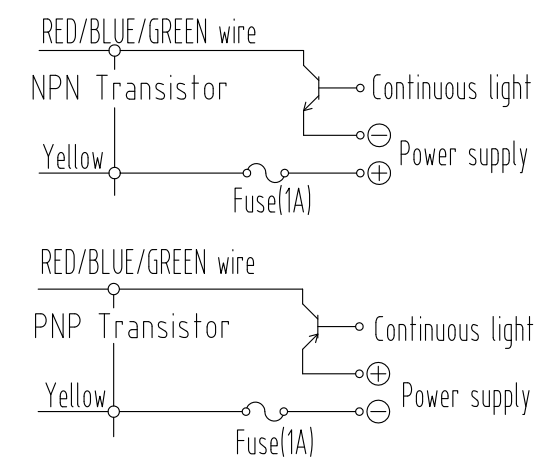 RED/BLUE/GREEN wire
NPN Transistor
Continuous light
Yellow
Power supply
Fuse(1A)
RED/BLUE/GREEN wire
PNP Transistor
Continuous light
Yellow
Power supply
Fuse(1A)